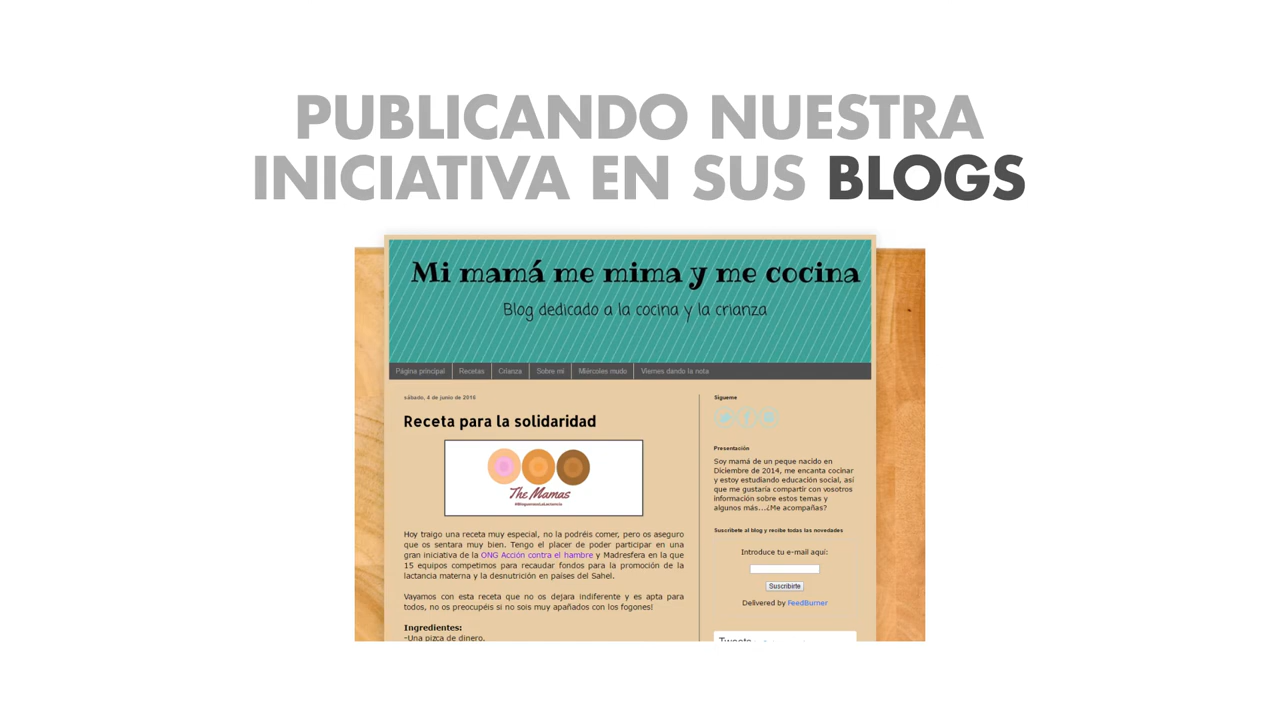 PUBLICANDO NUESTRA
INICIATIVA EN SUS BLOGS
Mi mamá me mima y me cocina
Blog dedicado a la cocina y la crianza
Página principal
Recetas
Crianza
Sobre mí
Miércoles mudo
Viernes dando la nota
sábado, 4 de junio de 2016
Receta para la solidaridad
The Mamas
Hoy traigo una receta muy especial, no la podréis comer, pero os aseguro
que os sentara muy bien. Tengo el placer de poder participar en una
gran iniciativa de la ONG Acción contra el hambre y Madresfera en la que
15 equipos competimos para recaudar fondos para la promoción de la
lactancia materna y la desnutrición en países del Sahel.
Vayamos con esta receta que no os dejara indiferente y es apta para
todos, no os preocupéis si no sois muy apañados con los fogones!
Ingredientes:
-Una pizca de dinero.
Sígueme
Presentación
Soy mamá de un peque nacido en
Diciembre de 2014, me encanta cocinar
y estoy estudiando educación social, así
que me gustaría compartir con vosotros
información sobre estos temas y
algunos más...¿Me acompañas?
Suscríbete al blog y recibe todas las novedades
Introduce tu e-mail aqui:
Suscribirte
Delivered by FeedBurner
Tweets